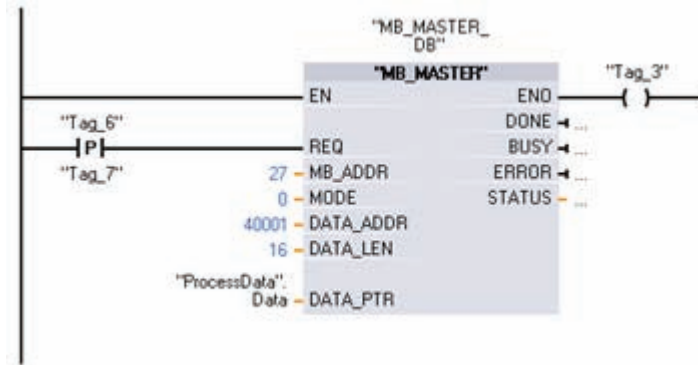 "MB_MASTER_
DB"
"MB_MASTER"
"Tag_3"
EN
ENO
DONE
...
"Tag_6"
P
REQ
BUSY
...
"Tag_7"
27
MB_ADDR
ERROR
...
0
MODE
STATUS
...
40001
DATA_ADDR
16
DATA_LEN
"ProcessData".
Data
DATA_PTR